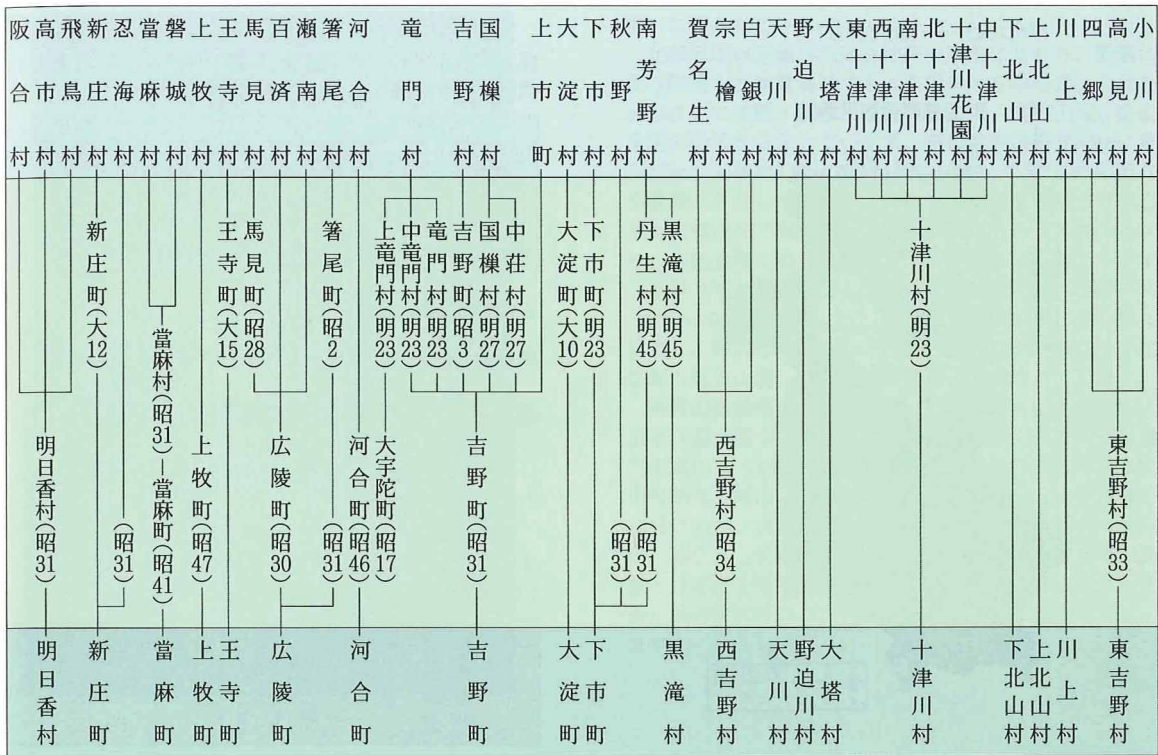 阪合村
高市村
飛鳥村
新庄村
忍海村
當麻村
磐城村
上牧村
王寺村
馬見村
百済村
瀬南村
箸尾村
河合村
竜門村
吉野村
国樔村
上市町
大淀村
下市村
秋野村
南芳野村
賀名生村
宗檜村
白銀村
天川村
野迫川村
大塔村
東十津川村
西十津川村
南十津川村
北十津川村
十津川花園村
中十津川村
下北山村
上北山村
川上村
四郷村
高見村
小川村
新庄町(大12)
王寺町(大15)
馬見町(昭28)
箸尾町(昭2)
上竜門村(明23)
中竜門村(明23)
竜門村(明23)
吉野町(昭3)
国樔村(明27)
中荘村(明27)
大淀町(大10)
下市町(明23)
丹生村(明45)
黒滝村(明45)
十津川村(明23)
明日香村(昭31)
(昭31)
當麻村(昭31)─當麻町(昭41)
上牧町(昭47)
広陵町(昭30)
(昭31)
河合町(昭46)
大宇陀町(昭17)
吉野町(昭31)
(昭31)
(昭31)
西吉野村(昭34)
東吉野村(昭33)
明日香村
新庄町
當麻町
上牧町
王寺町
広陵町
河合町
吉野町
大淀町
下市町
黒滝村
西吉野村
天川村
野迫川村
大塔村
十津川村
下北山村
上北山村
川上村
東吉野村